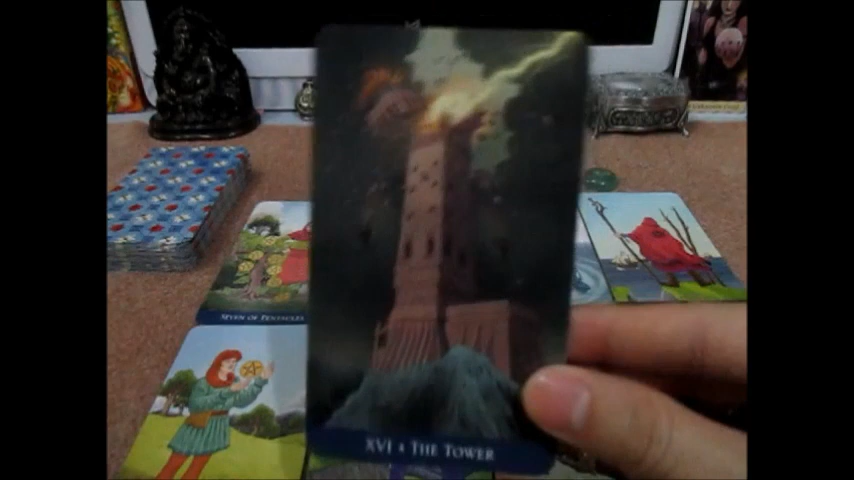 SEVEN OF PENTACLES
XVI • THE TOWER